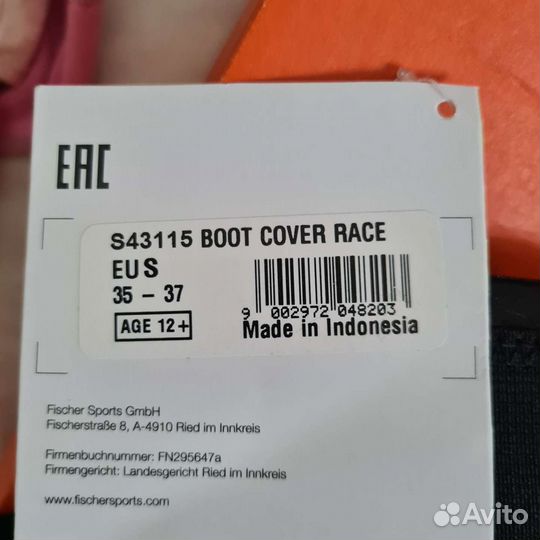 EAC
S43115 BOOT COVER RACE
EU S
35 - 37
AGE 12+
9 002972 048203
Made in Indonesia
Fischer Sports GmbH
Fischerstraße 8, A-4910 Ried im Innkreis
Firmenbuchnummer: FN295647a
Firmengericht: Landesgericht Ried im Innkreis
www.fischersports.com
Avito